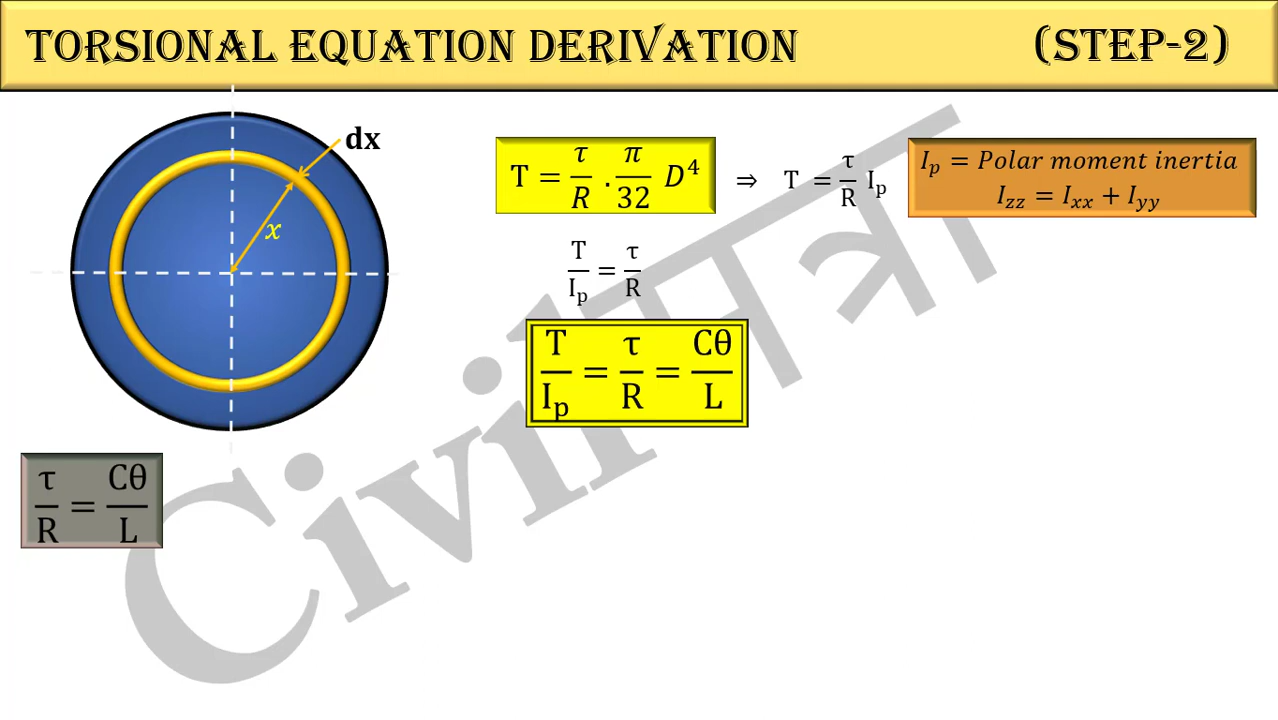 TORSIONAL EQUATION DERIVATION (STEP-2)
dx
x
T = τ/R . π/32 D⁴ ⇒ T = τ/R Iₚ
Iₚ = Polar moment inertia
I_zz = I_xx + I_yy
T/Iₚ = τ/R
T/Iₚ = τ/R = Cθ/L
τ/R = Cθ/L
Civilমিত্রা